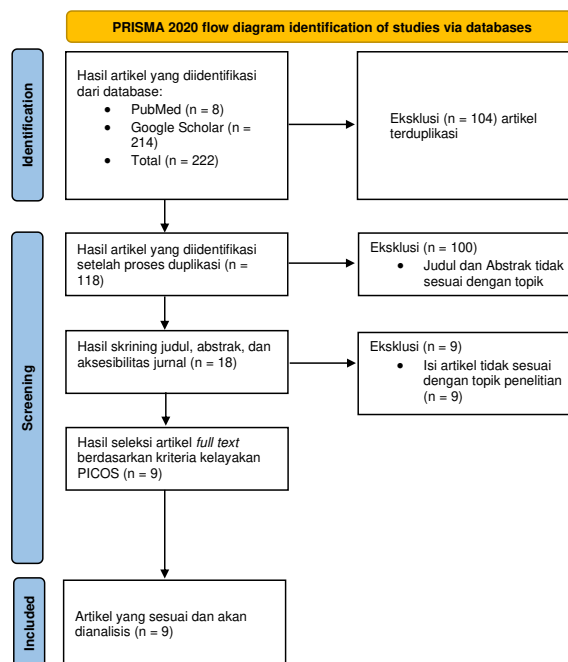 PRISMA 2020 flow diagram identification of studies via databases
Identification
Hasil artikel yang diidentifikasi
dari database:
• PubMed (n = 8)
• Google Scholar (n =
214)
• Total (n = 222)
Eksklusi (n = 104) artikel
terduplikasi
Screening
Hasil artikel yang diidentifikasi
setelah proses duplikasi (n =
118)
Eksklusi (n = 100)
• Judul dan Abstrak tidak
sesuai dengan topik
Hasil skrining judul, abstrak, dan
aksesibilitas jurnal (n = 18)
Eksklusi (n = 9)
• Isi artikel tidak sesuai
dengan topik penelitian
(n = 9)
Hasil seleksi artikel full text
berdasarkan kriteria kelayakan
PICOS (n = 9)
Included
Artikel yang sesuai dan akan
dianalisis (n = 9)